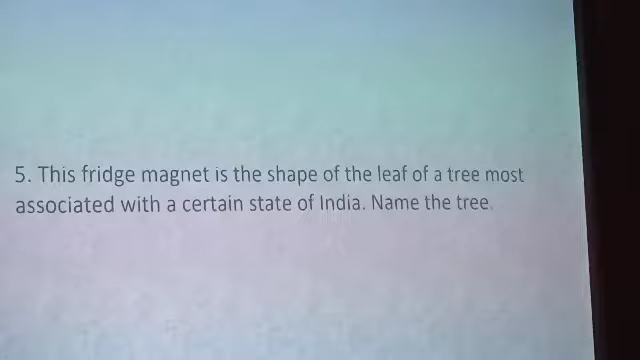 5. This fridge magnet is the shape of the leaf of a tree most
associated with a certain state of India. Name the tree.